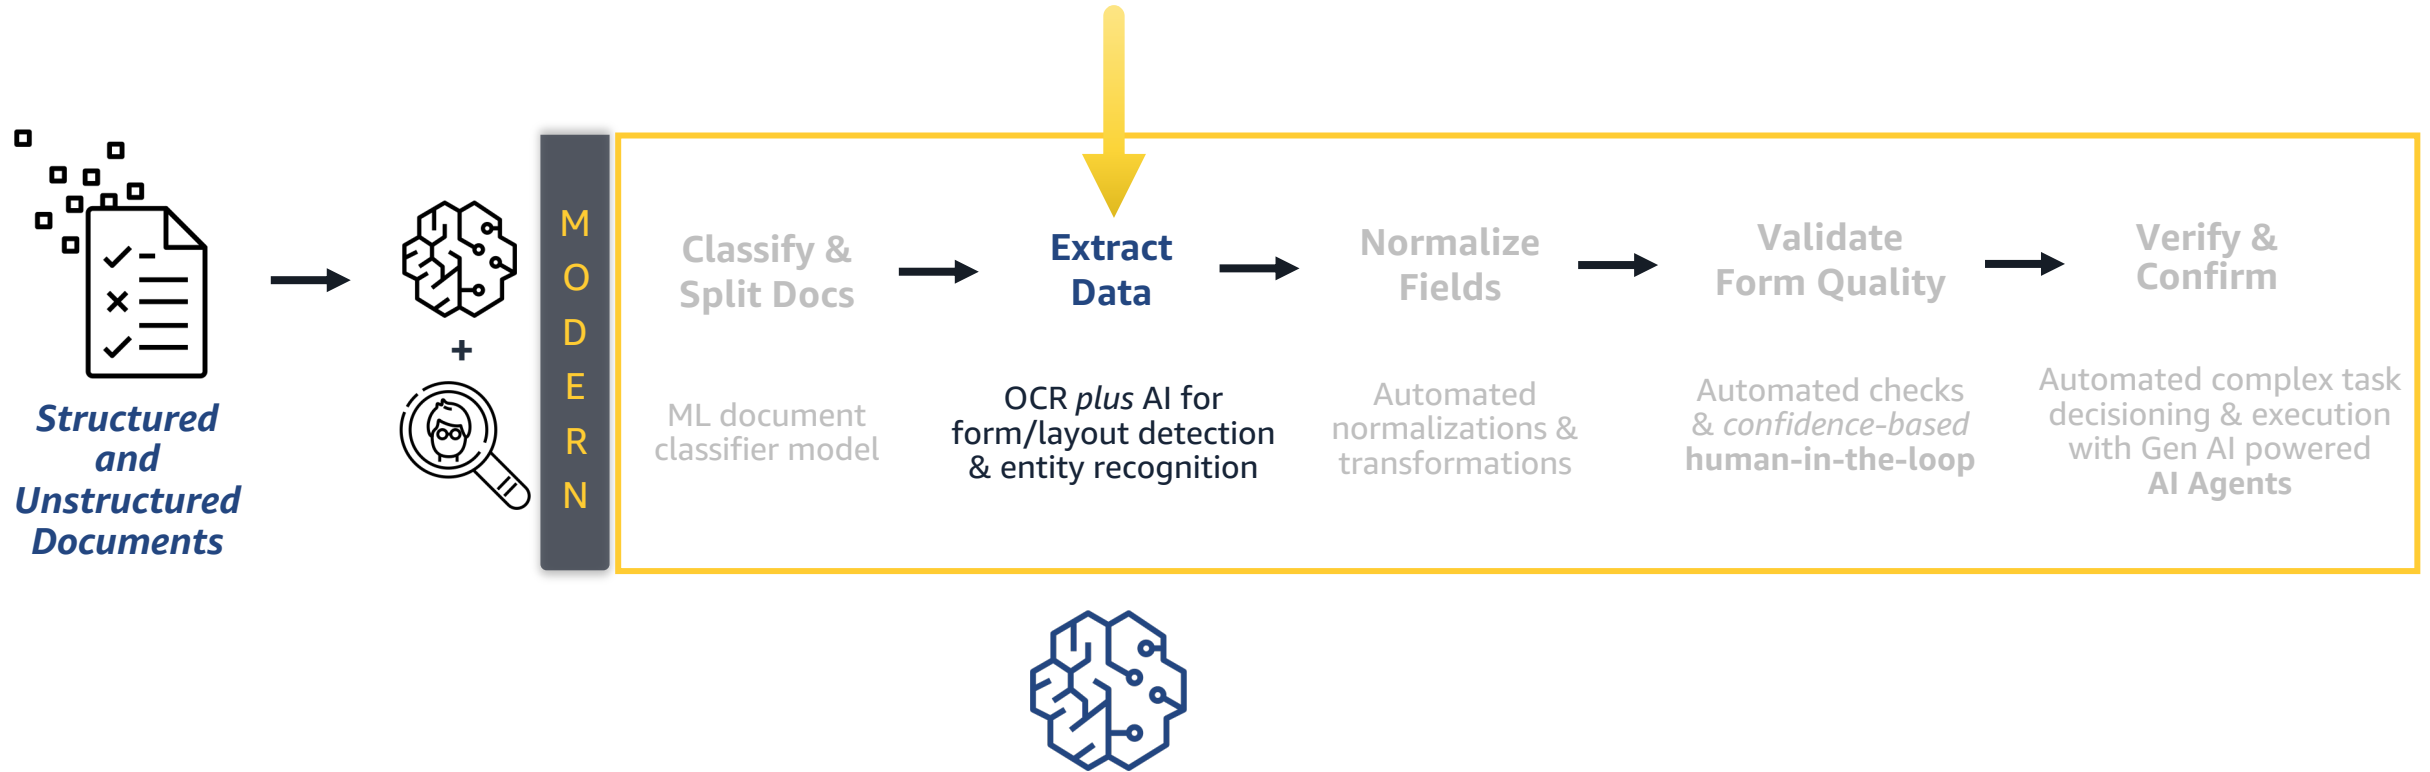 Structured
and
Unstructured
Documents
+
M
O
D
E
R
N
Classify &
Split Docs
ML document
classifier model
Extract
Data
OCR plus AI for
form/layout detection
& entity recognition
Normalize
Fields
Automated
normalizations &
transformations
Validate
Form Quality
Automated checks
& confidence-based
human-in-the-loop
Verify &
Confirm
Automated complex task
decisioning & execution
with Gen AI powered
AI Agents